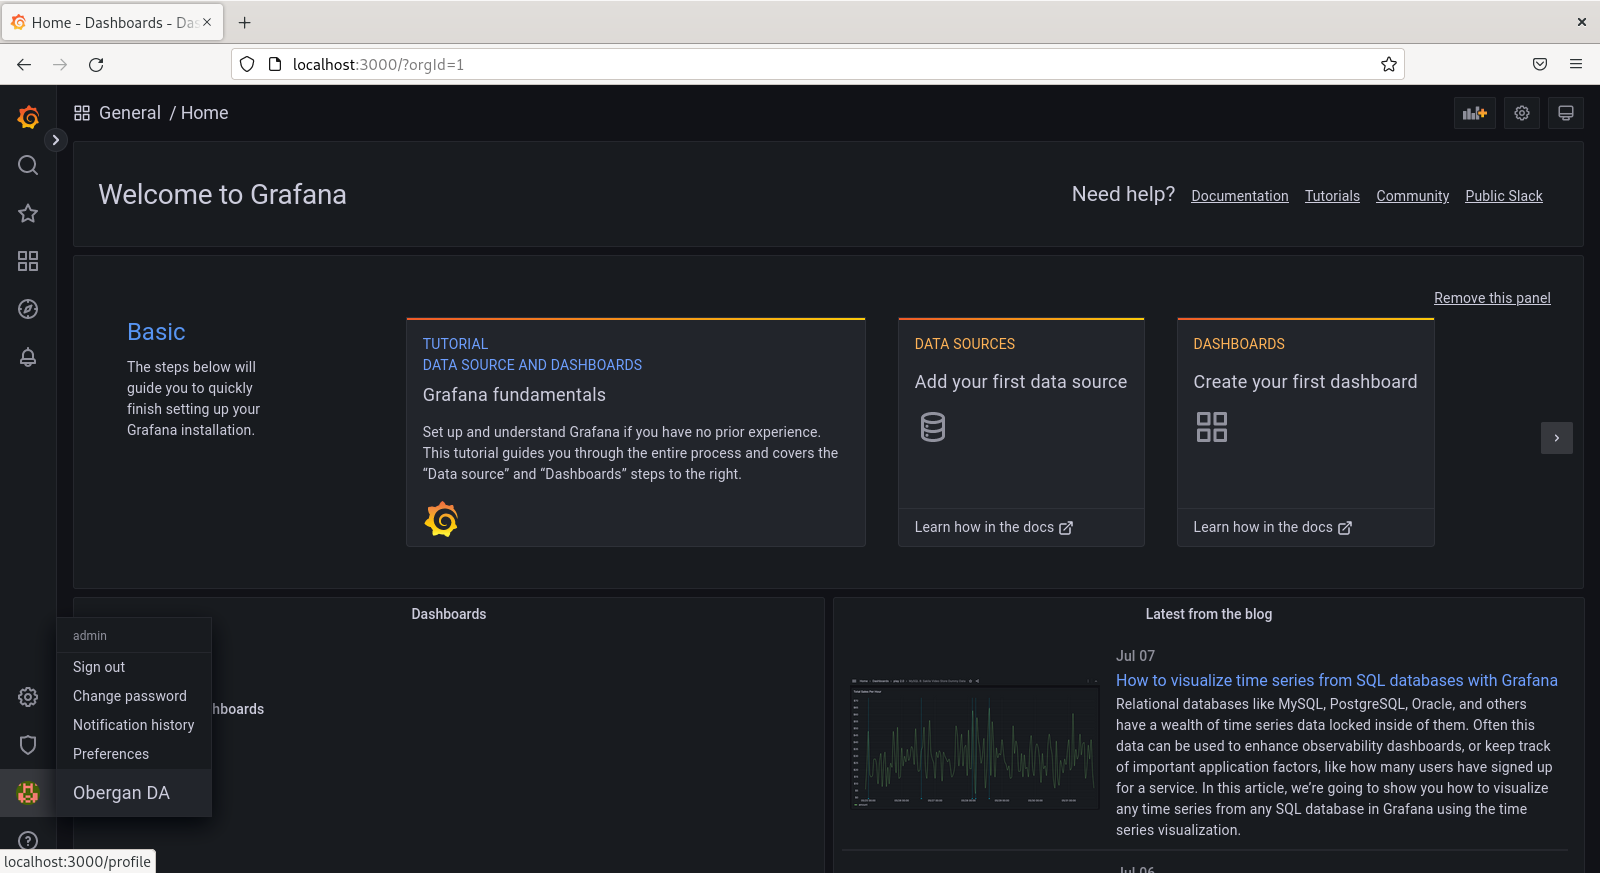 Home - Dashboards - Das
localhost:3000/?orgId=1
General / Home
Welcome to Grafana
Need help? Documentation Tutorials Community Public Slack
Remove this panel
Basic
The steps below will
guide you to quickly
finish setting up your
Grafana installation.
TUTORIAL
DATA SOURCE AND DASHBOARDS
Grafana fundamentals
Set up and understand Grafana if you have no prior experience.
This tutorial guides you through the entire process and covers the
“Data source” and “Dashboards” steps to the right.
DATA SOURCES
Add your first data source
Learn how in the docs
DASHBOARDS
Create your first dashboard
Learn how in the docs
Dashboards
hboards
admin
Sign out
Change password
Notification history
Preferences
Obergan DA
Latest from the blog
Jul 07
How to visualize time series from SQL databases with Grafana
Relational databases like MySQL, PostgreSQL, Oracle, and others
have a wealth of time series data locked inside of them. Often this
data can be used to enhance observability dashboards, or keep track
of important application factors, like how many users have signed up
for a service. In this article, we’re going to show you how to visualize
any time series from any SQL database in Grafana using the time
series visualization.
Jul 06
localhost:3000/profile